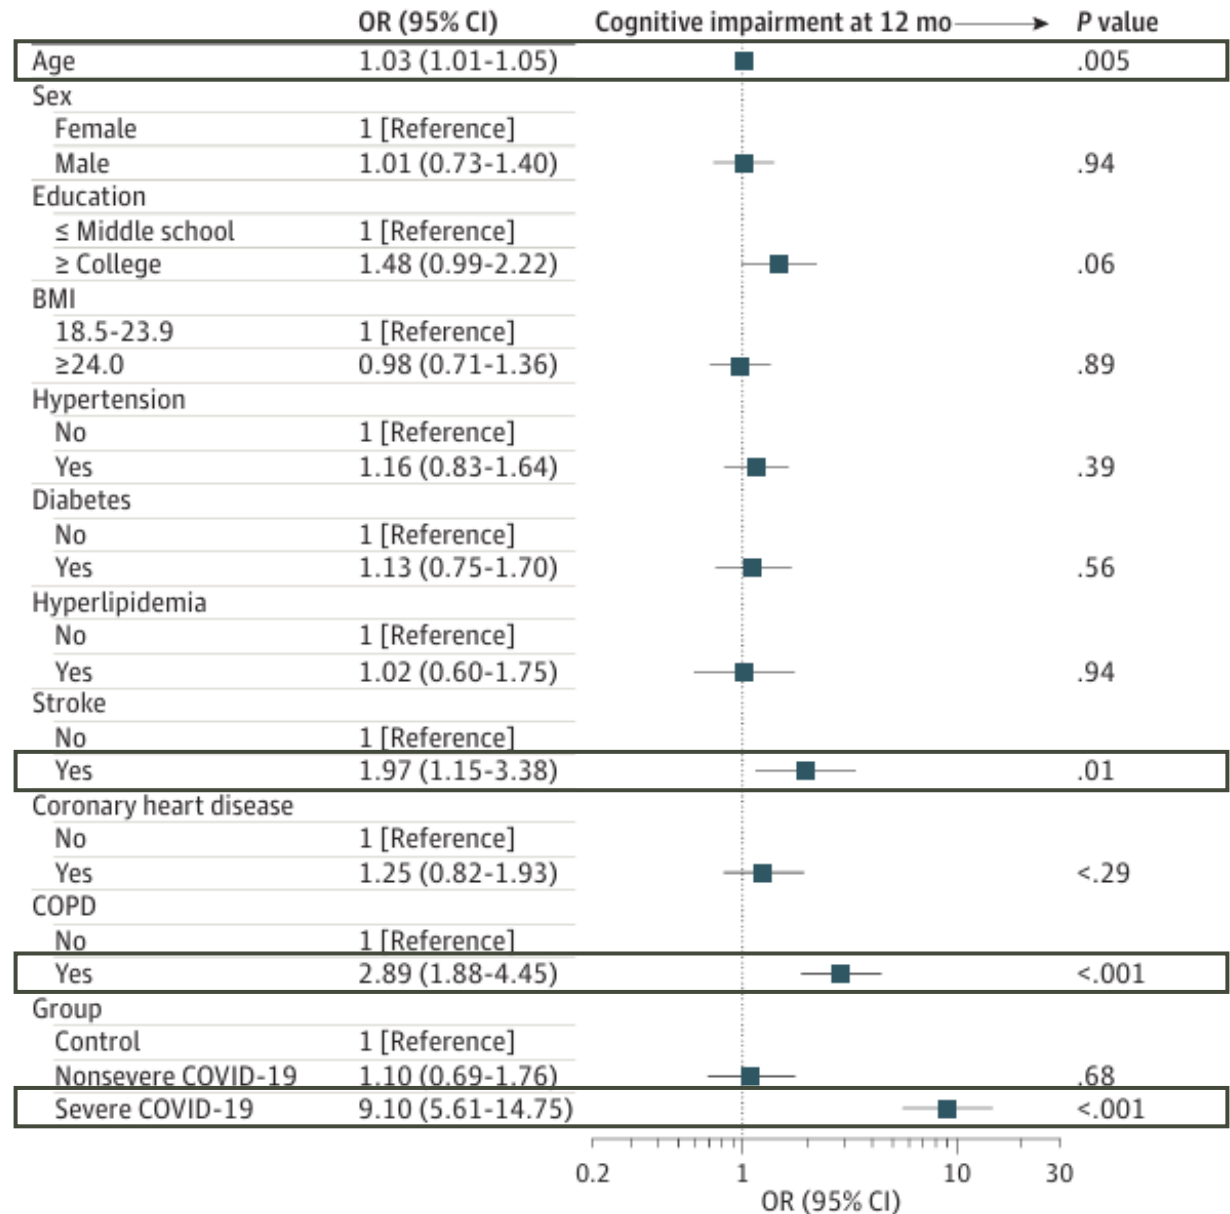 OR (95% CI) Cognitive impairment at 12 mo P value
Age 1.03 (1.01-1.05) .005
Sex
Female 1 [Reference]
Male 1.01 (0.73-1.40) .94
Education
≤ Middle school 1 [Reference]
≥ College 1.48 (0.99-2.22) .06
BMI
18.5-23.9 1 [Reference]
≥24.0 0.98 (0.71-1.36) .89
Hypertension
No 1 [Reference]
Yes 1.16 (0.83-1.64) .39
Diabetes
No 1 [Reference]
Yes 1.13 (0.75-1.70) .56
Hyperlipidemia
No 1 [Reference]
Yes 1.02 (0.60-1.75) .94
Stroke
No 1 [Reference]
Yes 1.97 (1.15-3.38) .01
Coronary heart disease
No 1 [Reference]
Yes 1.25 (0.82-1.93) <.29
COPD
No 1 [Reference]
Yes 2.89 (1.88-4.45) <.001
Group
Control 1 [Reference]
Nonsevere COVID-19 1.10 (0.69-1.76) .68
Severe COVID-19 9.10 (5.61-14.75) <.001
0.2 1 10 30
OR (95% CI)